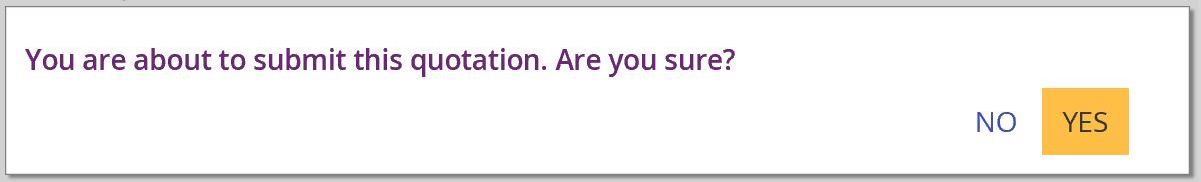 You are about to submit this quotation. Are you sure?
NO YES